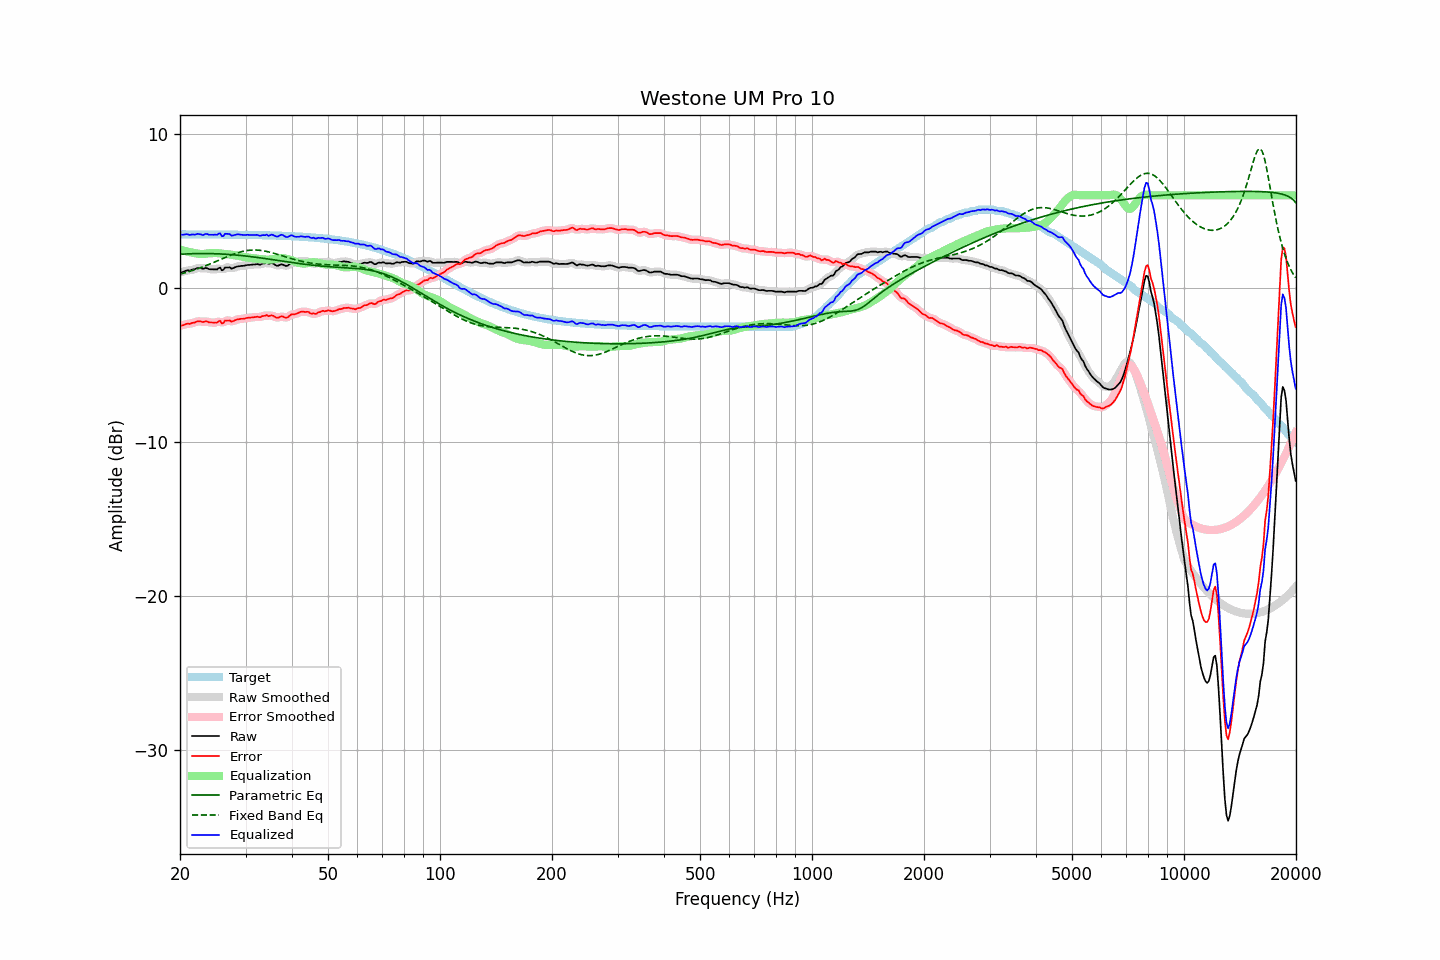 Westone UM Pro 10
Amplitude (dBr)
10
0
−10
−20
−30
Target
Raw Smoothed
Error Smoothed
Raw
Error
Equalization
Parametric Eq
Fixed Band Eq
Equalized
20 50 100 200 500 1000 2000 5000 10000 20000
Frequency (Hz)